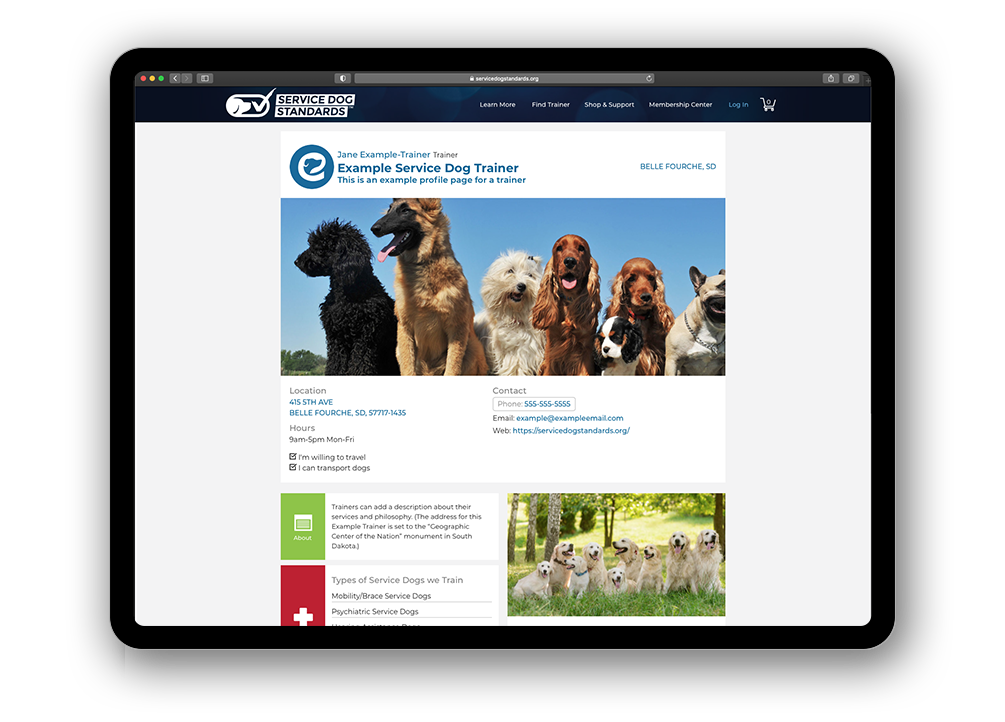 servicedogstandards.org
SERVICE DOG
STANDARDS
Learn More
Find Trainer
Shop & Support
Membership Center
Log In
0
Jane Example-Trainer Trainer
Example Service Dog Trainer
This is an example profile page for a trainer
BELLE FOURCHE, SD
Location
415 5TH AVE
BELLE FOURCHE, SD, 57717-1435
Hours
9am-5pm Mon-Fri
I'm willing to travel
I can transport dogs
Contact
Phone: 555-555-5555
Email: example@exampleemail.com
Web: https://servicedogstandards.org/
About
Trainers can add a description about their
services and philosophy. (The address for this
Example Trainer is set to the "Geographic
Center of the Nation" monument in South
Dakota.)
Types of Service Dogs we Train
Mobility/Brace Service Dogs
Psychiatric Service Dogs